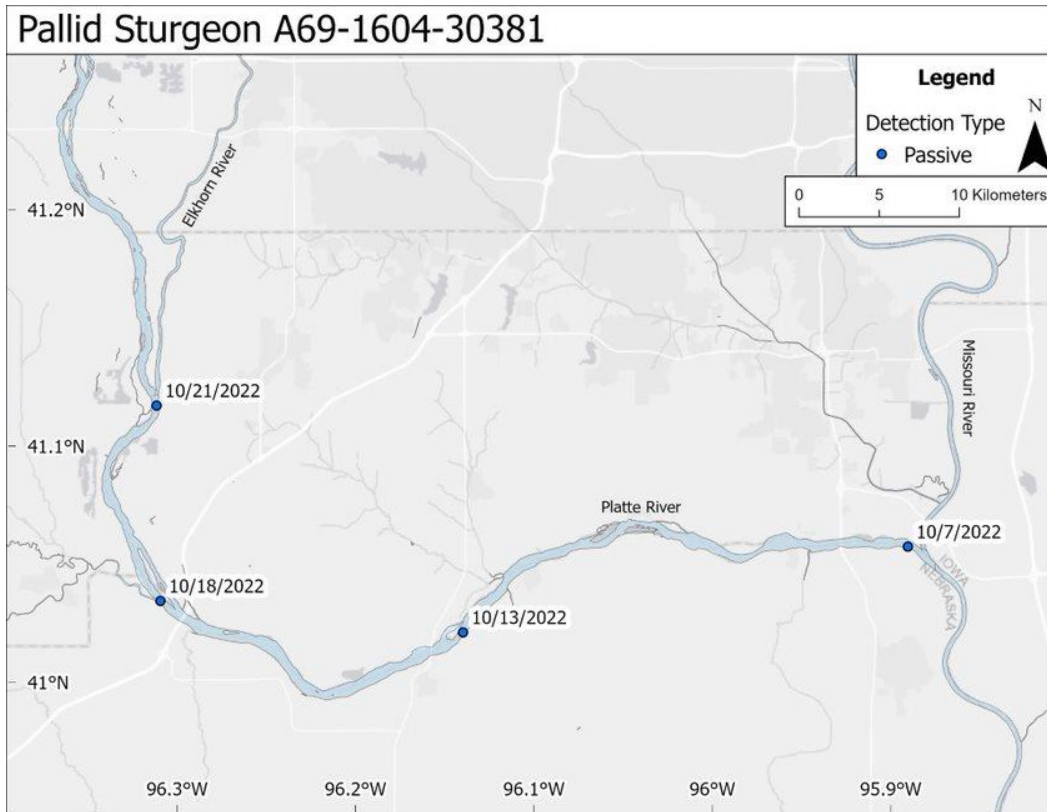 Pallid Sturgeon A69-1604-30381
Legend
N
Detection Type
Passive
0 5 10 Kilometers
Elkhorn River
41.2°N
Missouri River
10/21/2022
41.1°N
Platte River
10/7/2022
IOWA
NEBRASKA
10/18/2022
10/13/2022
41°N
96.3°W 96.2°W 96.1°W 96°W 95.9°W